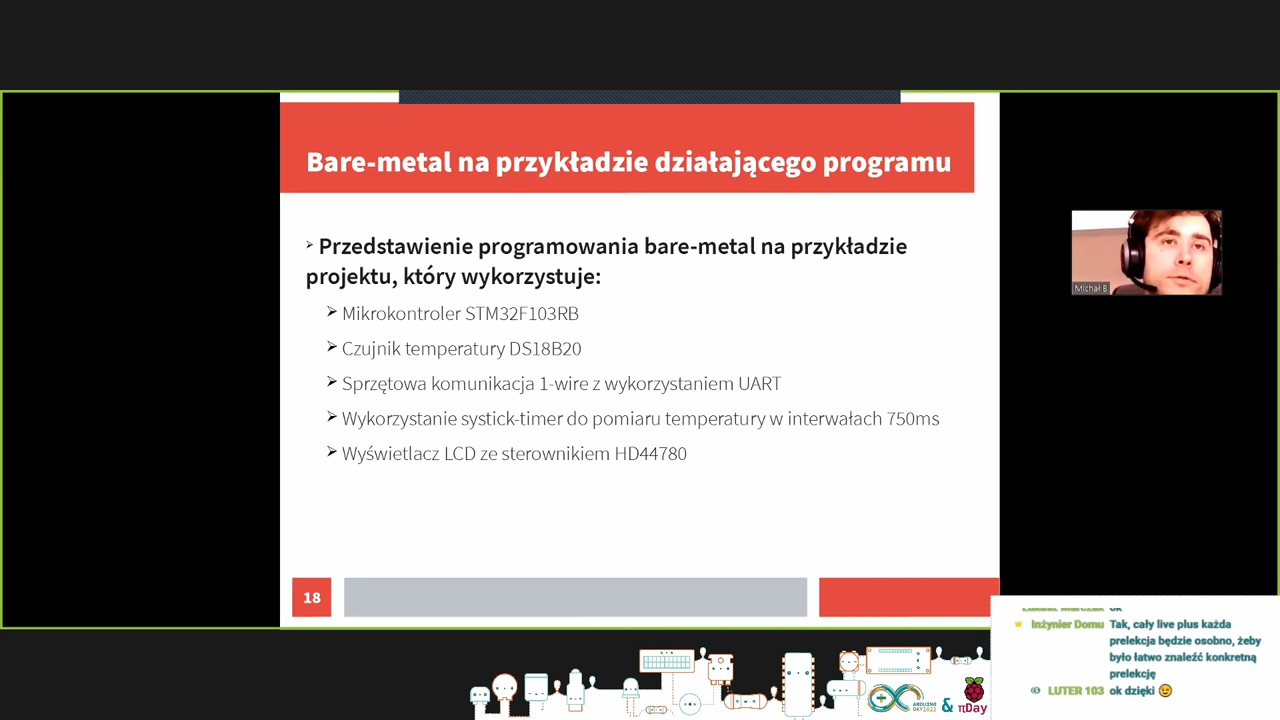 Bare-metal na przykładzie działającego programu
Przedstawienie programowania bare-metal na przykładzie
projektu, który wykorzystuje:
Mikrokontroler STM32F103RB
Czujnik temperatury DS18B20
Sprzętowa komunikacja 1-wire z wykorzystaniem UART
Wykorzystanie systick-timer do pomiaru temperatury w interwałach 750ms
Wyświetlacz LCD ze sterownikiem HD44780
18
Michał B
Inżynier Domu Tak, cały live plus każda
prelekcja będzie osobno, żeby
było łatwo znaleźć konkretną
prelekcję
LUTER 103 ok dzięki 😉
ARDUINO
DAY2022
& πDay